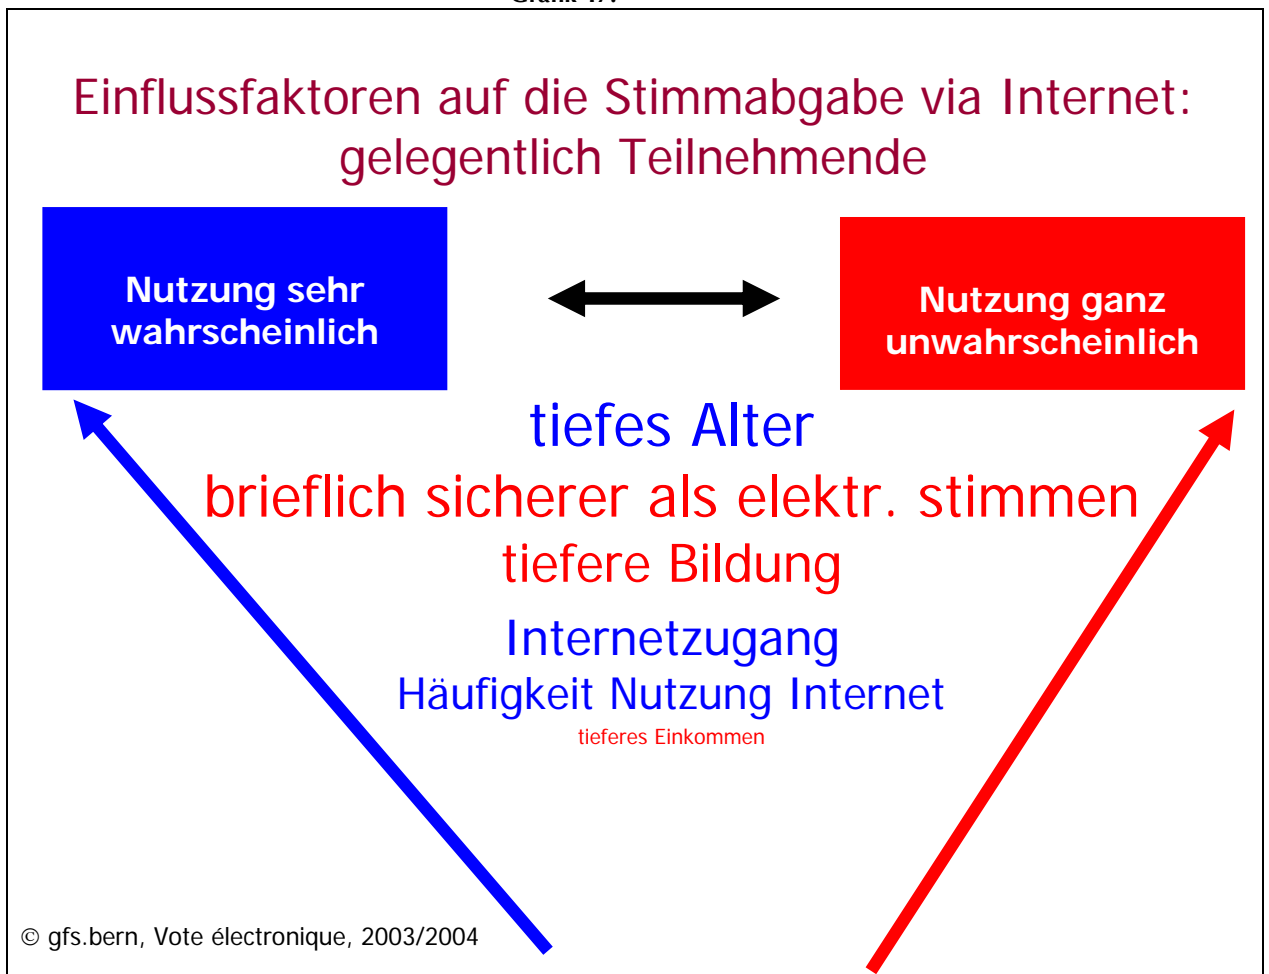 Einflussfaktoren auf die Stimmabgabe via Internet:
gelegentlich Teilnehmende
Nutzung sehr
wahrscheinlich
Nutzung ganz
unwahrscheinlich
tiefes Alter
brieflich sicherer als elektr. stimmen
tiefere Bildung
Internetzugang
Häufigkeit Nutzung Internet
tieferes Einkommen
© gfs.bern, Vote électronique, 2003/2004